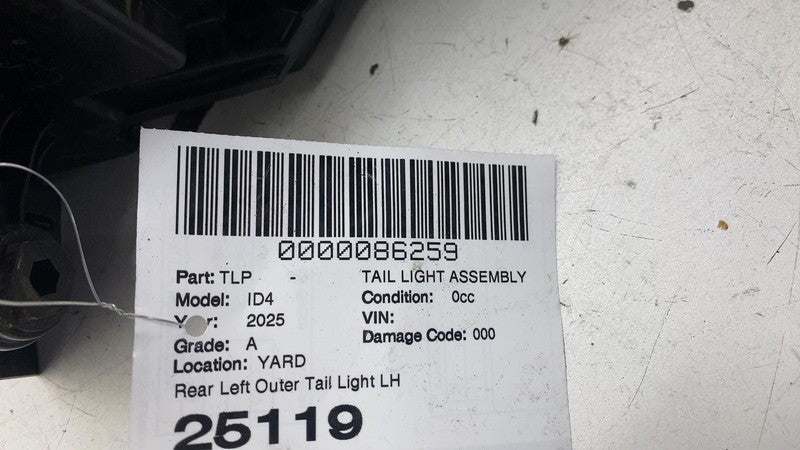 0000086259
Part: TLP - TAIL LIGHT ASSEMBLY
Model: ID4 Condition: 0cc
Year: 2025 VIN:
Grade: A Damage Code: 000
Location: YARD
Rear Left Outer Tail Light LH
25119